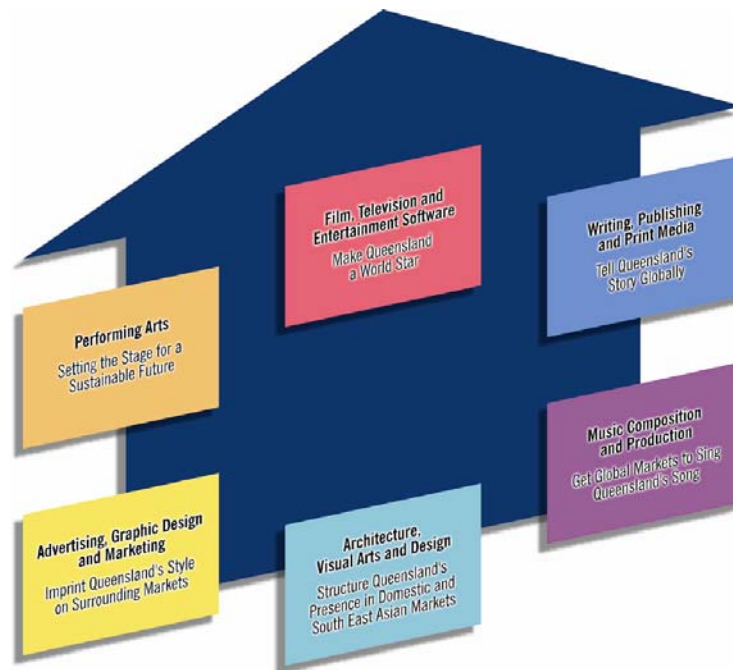 Film, Television and
Entertainment Software
Make Queensland
a World Star
Writing, Publishing
and Print Media
Tell Queensland's
Story Globally
Performing Arts
Setting the Stage for a
Sustainable Future
Music Composition
and Production
Get Global Markets to Sing
Queensland's Song
Advertising, Graphic Design
and Marketing
Imprint Queensland's Style
on Surrounding Markets
Architecture,
Visual Arts and Design
Structure Queensland's
Presence in Domestic and
South East Asian Markets